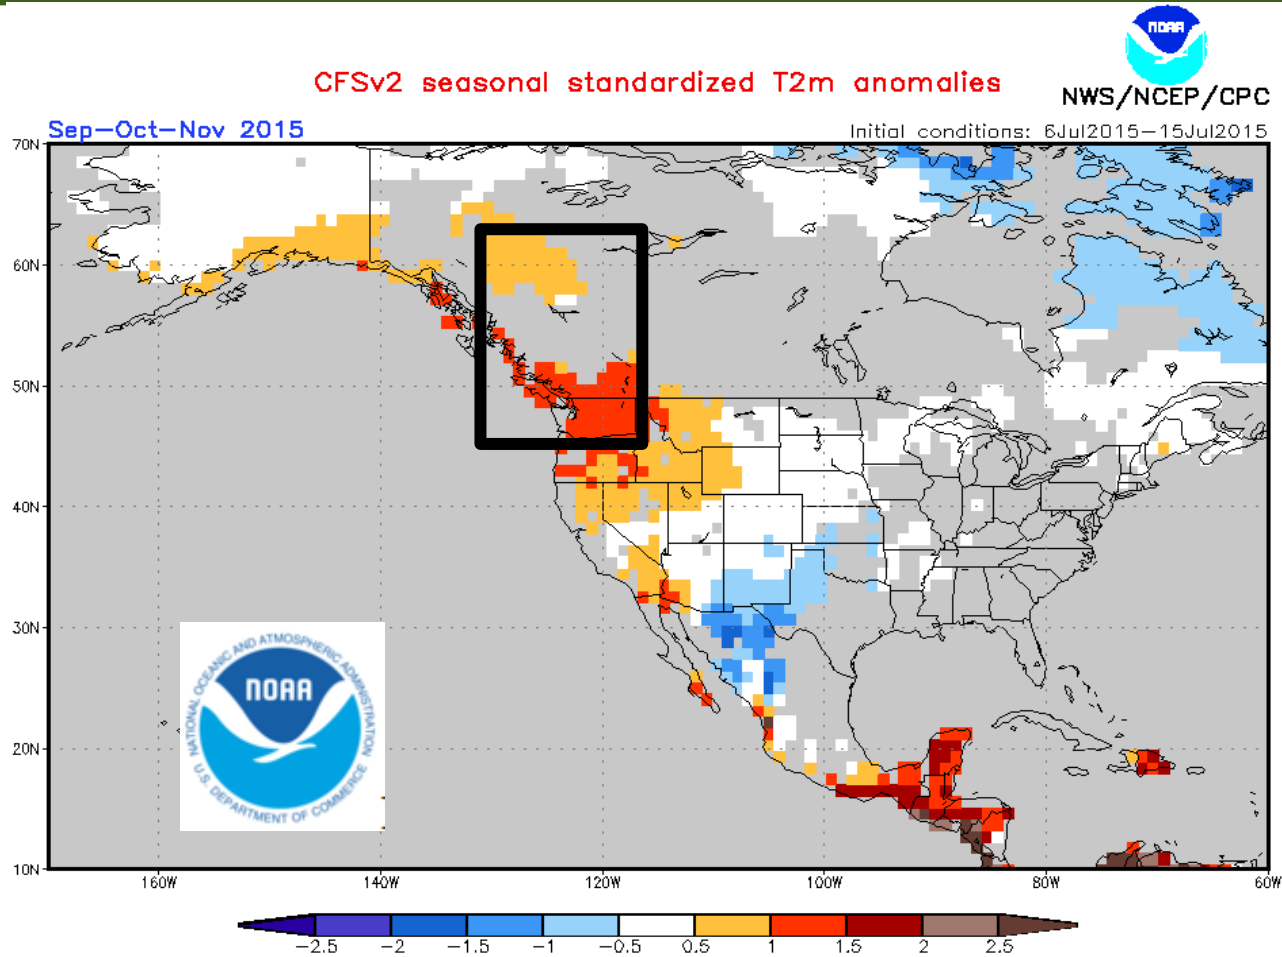 NOAA
NWS/NCEP/CPC
CFSv2 seasonal standardized T2m anomalies
Sep-Oct-Nov 2015
Initial conditions: 6Jul2015-15Jul2015
70N
60N
50N
40N
30N
20N
10N
NATIONAL OCEANIC AND ATMOSPHERIC ADMINISTRATION
NOAA
U.S. DEPARTMENT OF COMMERCE
160W 140W 120W 100W 80W 60W
-2.5 -2 -1.5 -1 -0.5 0.5 1 1.5 2 2.5